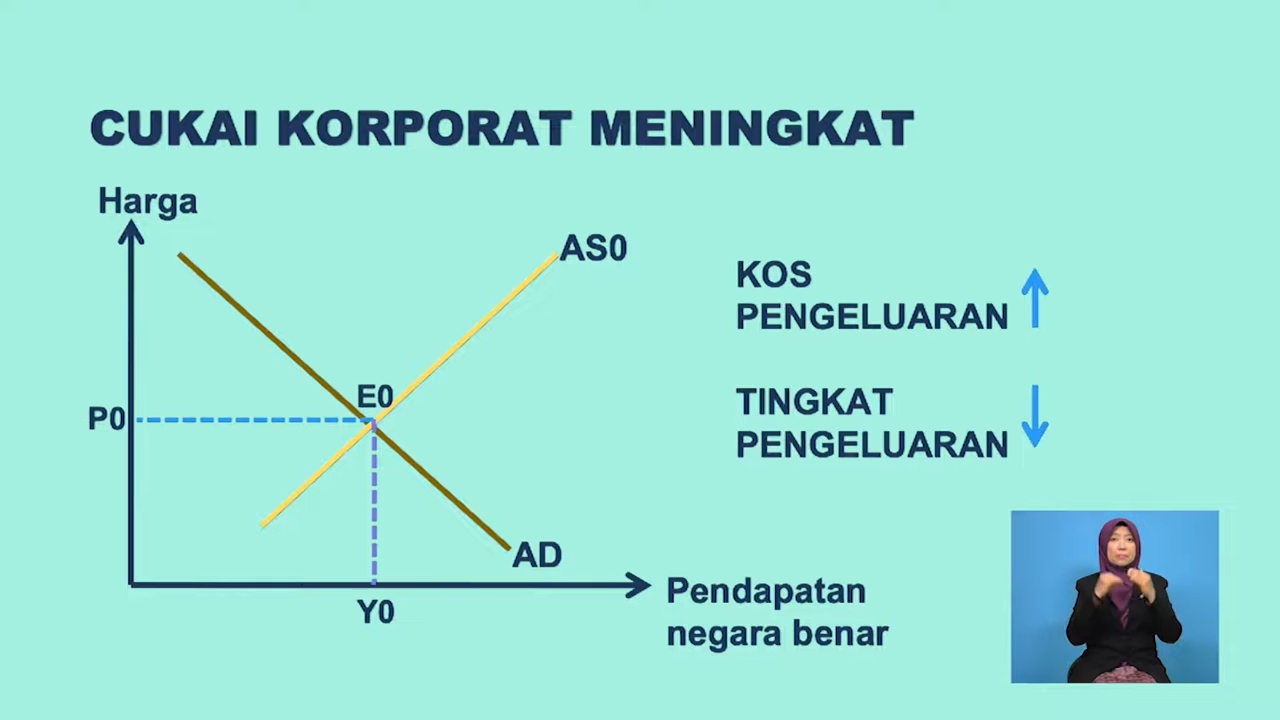 CUKAI KORPORAT MENINGKAT
Harga
AS0
E0
P0
AD
Y0
Pendapatan
negara benar
KOS
PENGELUARAN
TINGKAT
PENGELUARAN